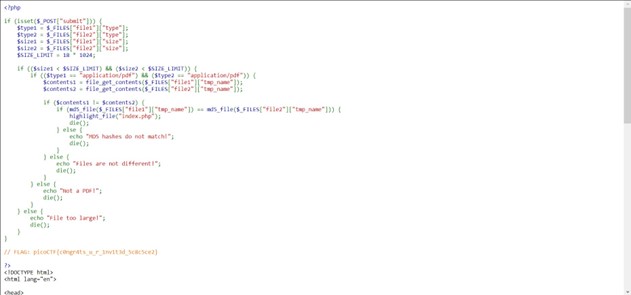 <?php
if (isset($_POST["submit"])) {
$type1 = $_FILES["file1"]["type"];
$type2 = $_FILES["file2"]["type"];
$size1 = $_FILES["file1"]["size"];
$size2 = $_FILES["file2"]["size"];
$SIZE_LIMIT = 18 * 1024;
if (($size1 < $SIZE_LIMIT) && ($size2 < $SIZE_LIMIT)) {
if (($type1 == "application/pdf") && ($type2 == "application/pdf")) {
$contents1 = file_get_contents($_FILES["file1"]["tmp_name"]);
$contents2 = file_get_contents($_FILES["file2"]["tmp_name"]);
if ($contents1 != $contents2) {
if (md5_file($_FILES["file1"]["tmp_name"]) == md5_file($_FILES["file2"]["tmp_name"])) {
highlight_file("index.php");
die();
} else {
echo "MD5 hashes do not match!";
die();
}
} else {
echo "Files are not different!";
die();
}
} else {
echo "Not a PDF!";
die();
}
} else {
echo "File too large!";
die();
}
}
// FLAG:
?>
<!DOCTYPE html>
<html lang="en">
<head>